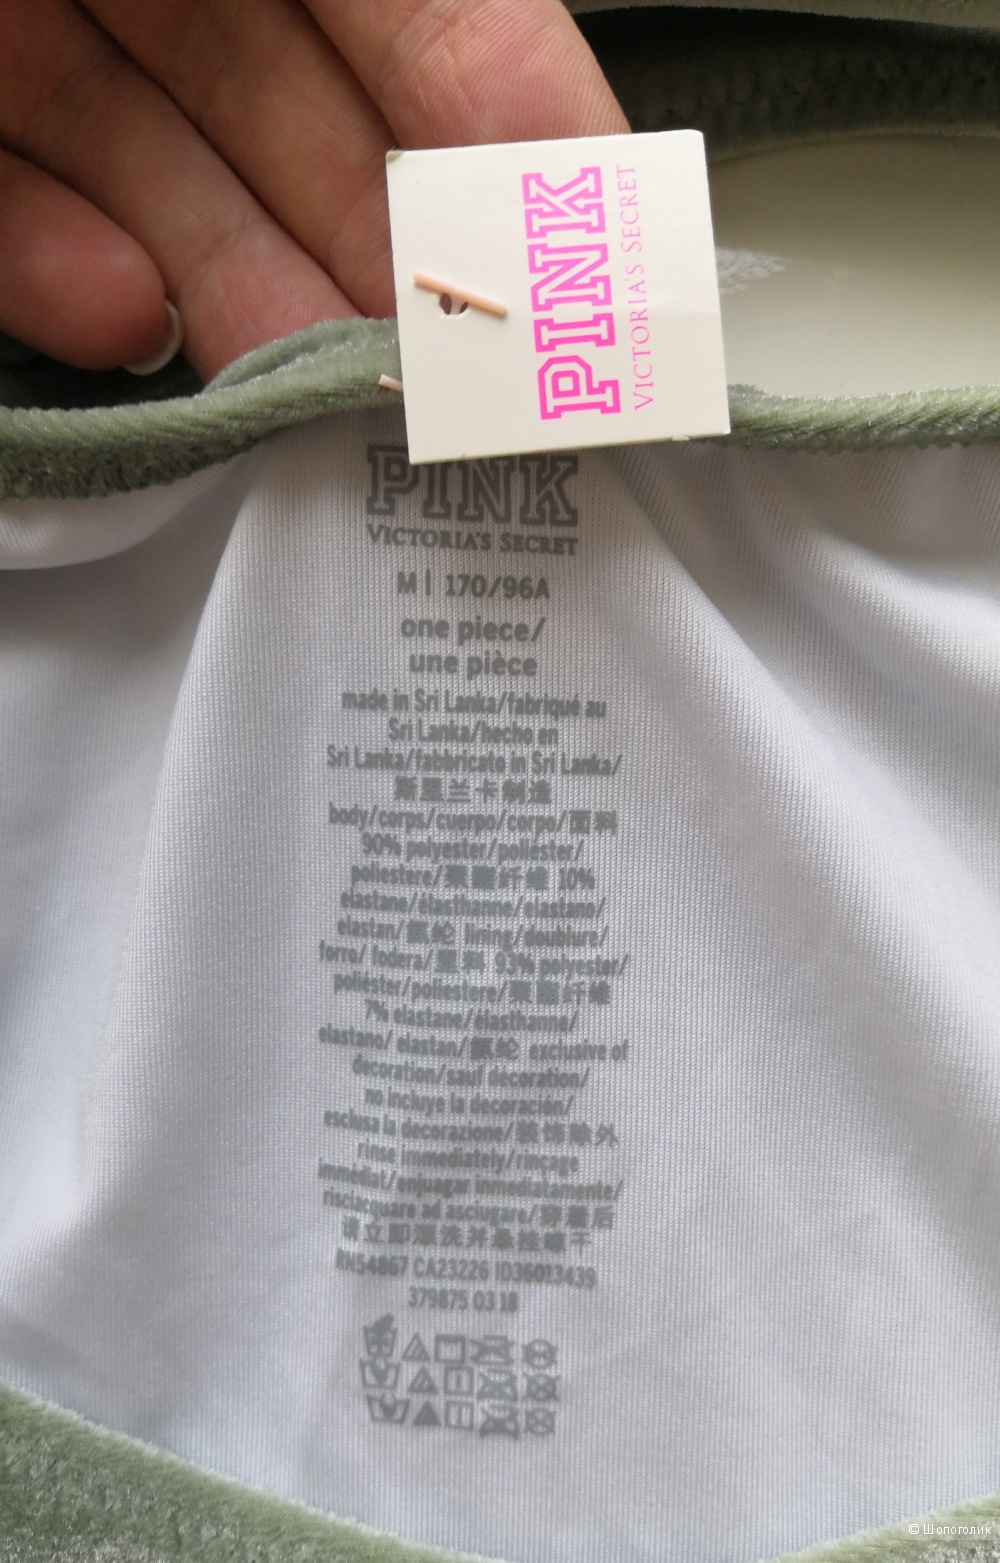 PINK
VICTORIA'S SECRET
PINK
VICTORIA'S SECRET
M | 170/96A
one piece/
une pièce
made in Sri Lanka/fabriqué au
Sri Lanka/hecho en
Sri Lanka/fabbricato in Sri Lanka/
斯里兰卡制造
body/corps/cuerpo/corpo/面料
90% polyester/poliéster/
poliestere/聚酯纤维 10%
elastane/élasthanne/elastano/
elastan/氨纶 lining/doublure/
forro/ fodera/里料 93% polyester/
poliéster/poliestere/聚酯纤维
7% elastane/élasthanne/
elastano/ elastan/氨纶 exclusive of
decoration/sauf décoration/
no incluye la decoración/
esclusa la decorazione/装饰除外
rinse immediately/rinçage
immédiat/enjuagar inmediatamente/
risciacquare ad asciugare/穿着后
请立即漂洗并悬挂晾干
RN54867 CA23226 ID36013439
379875 03 18
© Шопоголик